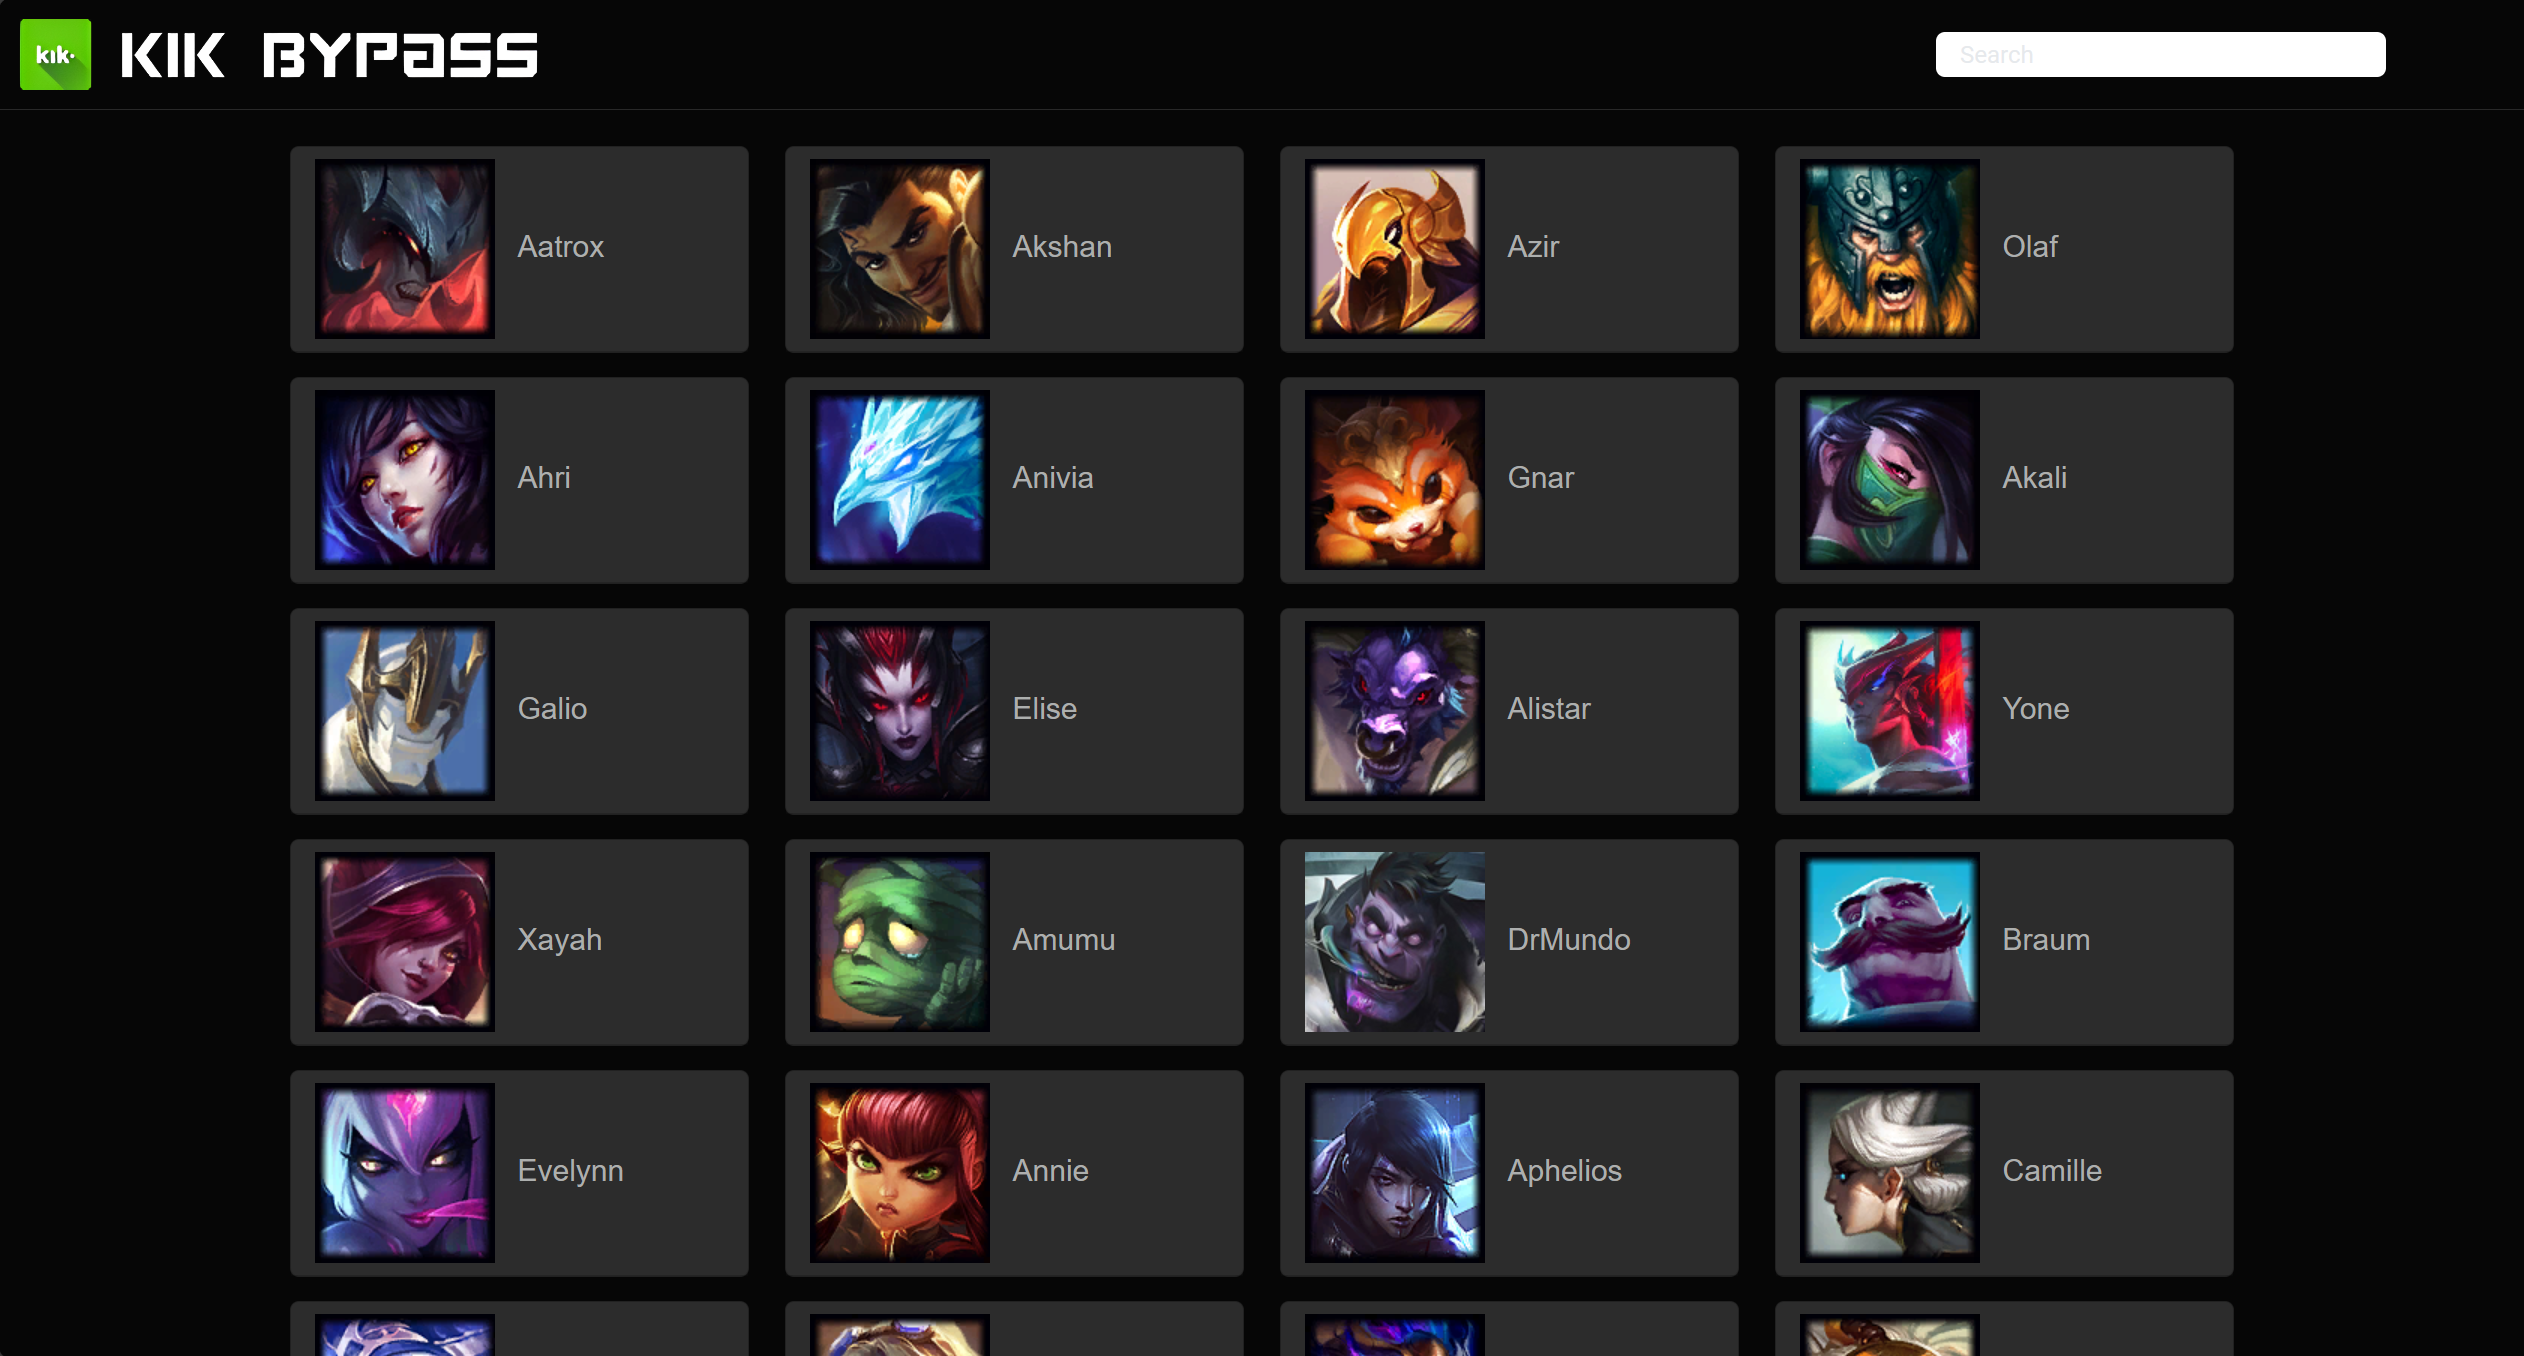 kik.
KIK BYPASS
Search
Aatrox
Akshan
Azir
Olaf
Ahri
Anivia
Gnar
Akali
Galio
Elise
Alistar
Yone
Xayah
Amumu
DrMundo
Braum
Evelynn
Annie
Aphelios
Camille